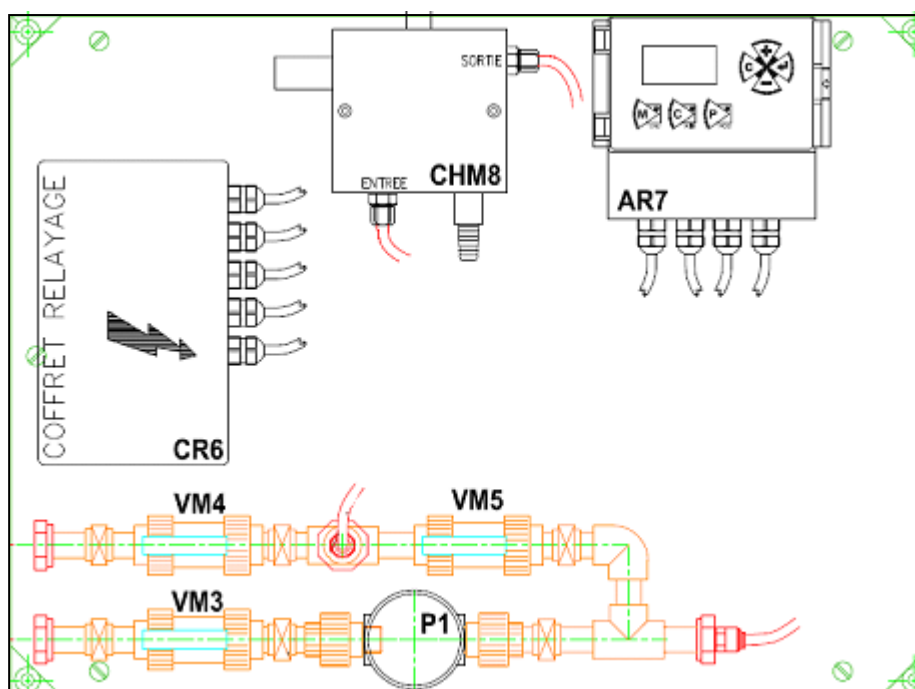 SORTIE
ENTREE
CHM8
C
M
C
P
AR7
COFFRET RELAYAGE
CR6
VM4
VM5
VM3
P1